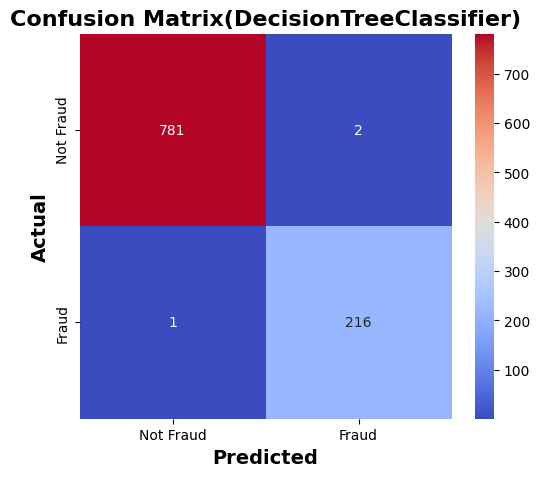 Confusion Matrix(DecisionTreeClassifier)
Actual
Not Fraud
Fraud
781
2
1
216
Not Fraud
Fraud
Predicted
700
600
500
400
300
200
100